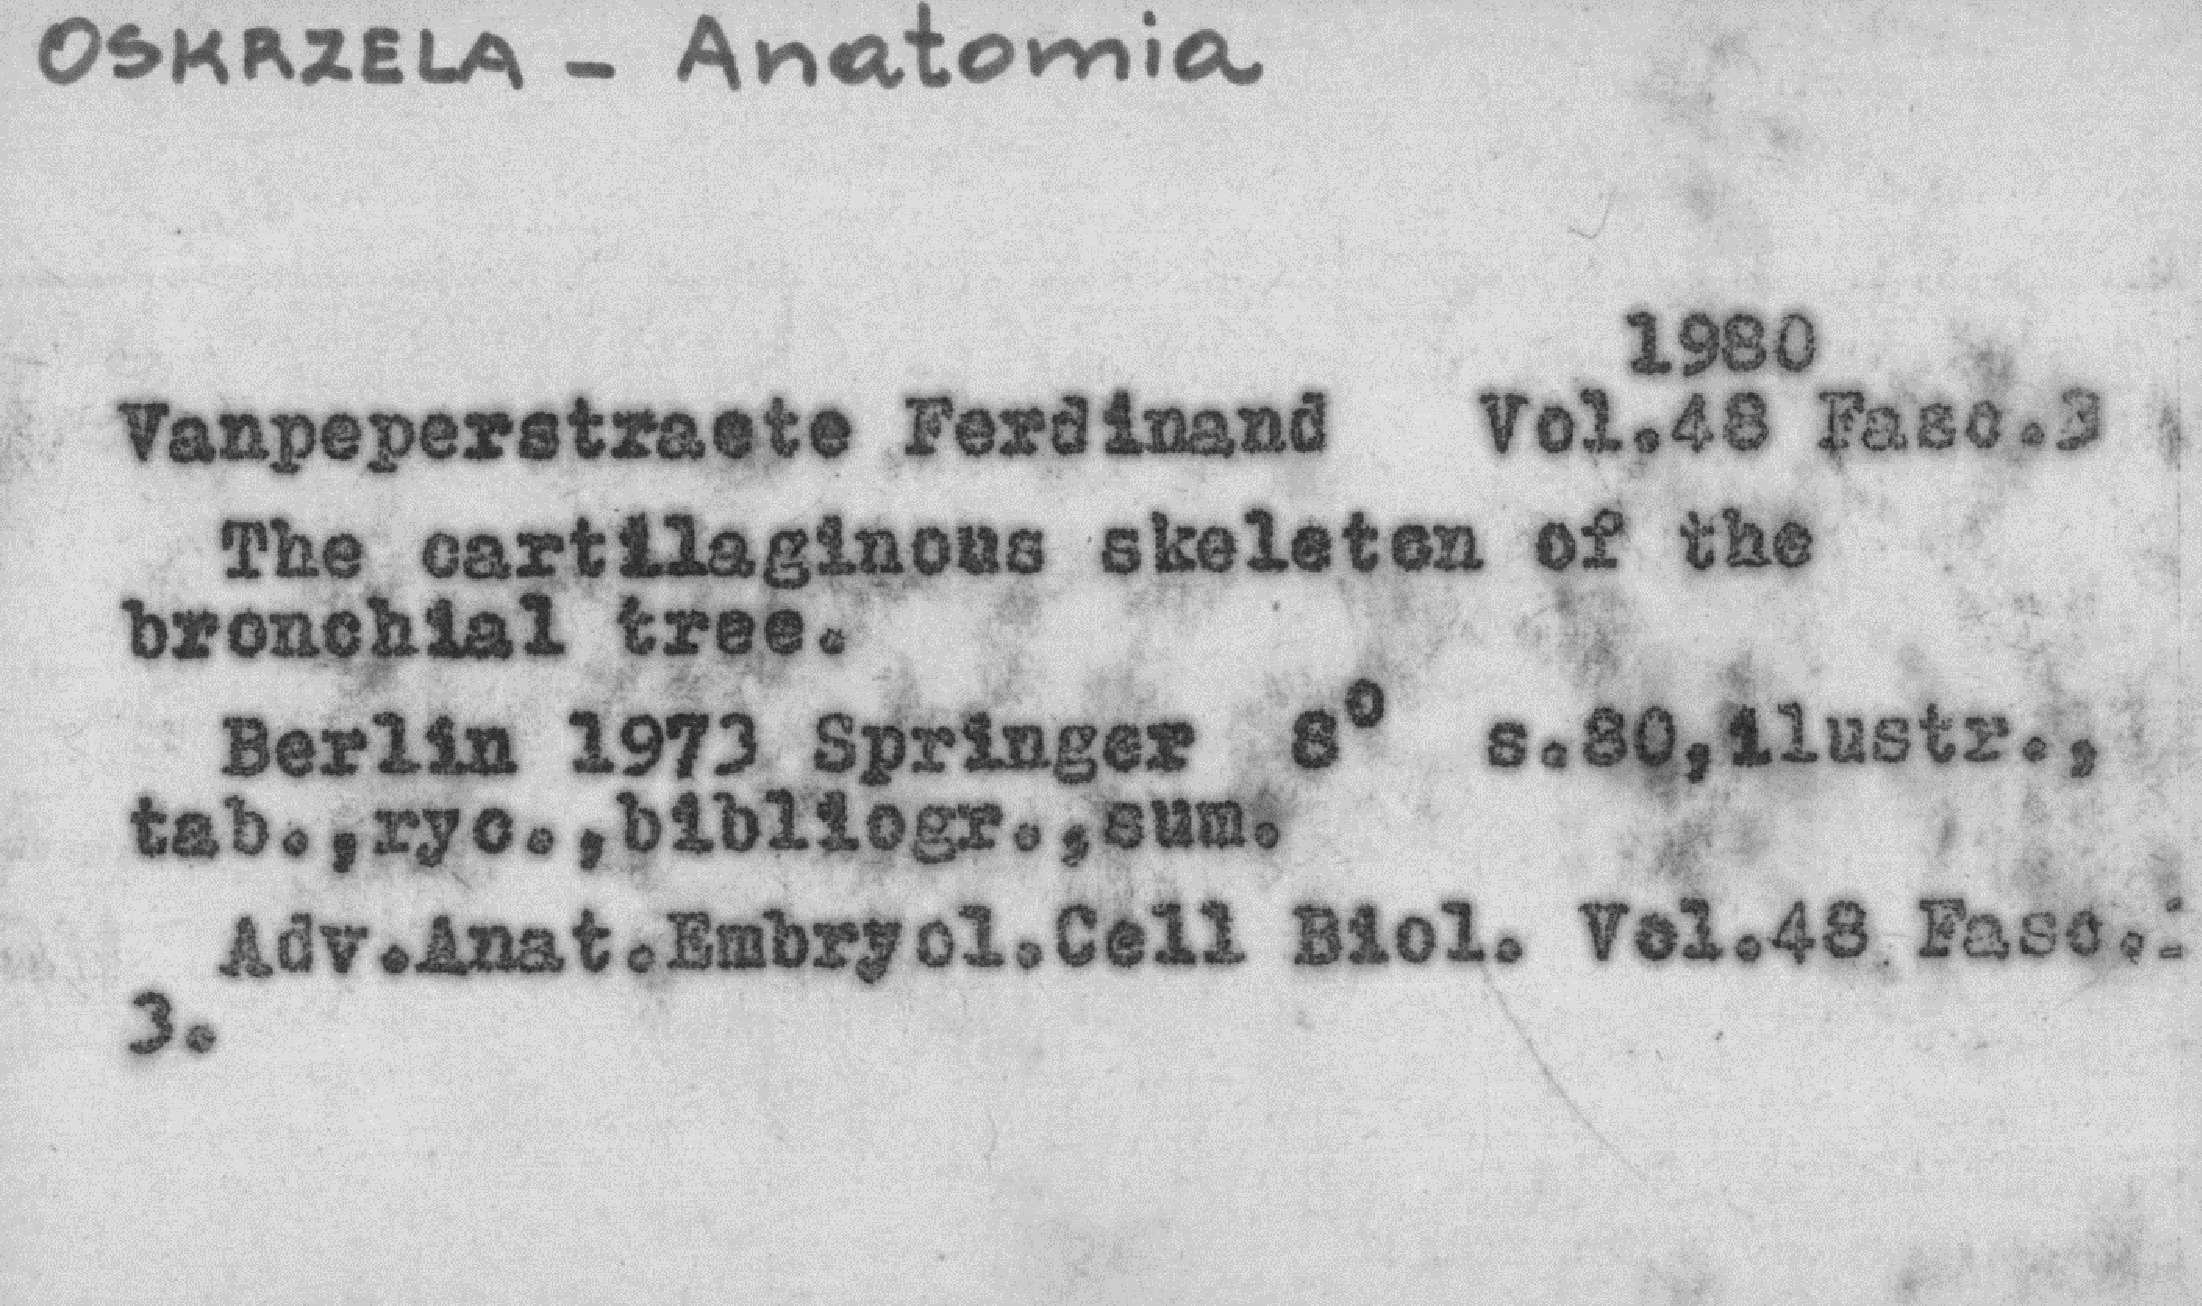 OSKRZELA - Anatomia
1980
Vanpeperstraete Ferdinand Vol.48 Fasc.3
The cartilaginous skeleton of the
bronchial tree.
Berlin 1973 Springer 8° s.80,ilustr.,
tab.,ryc.,bibliogr.,sum.
Adv.Anat.Embryol.Cell Biol. Vol.48 Fasc.
3.